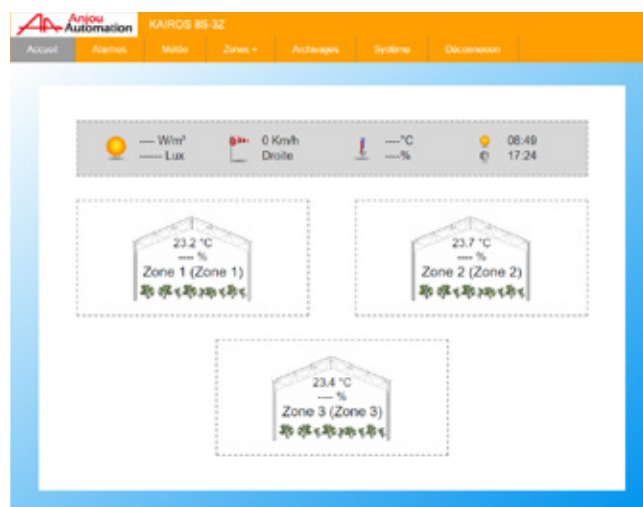 Anjou
Automation
KAIROS 8S-3Z
Accueil Alarmes Météo Zones Archivages Système Déconnexion
---- W/m² 0 Km/h ----°C 08:49
------ Lux Droite ----% 17:24
23.2 °C
---- %
Zone 1 (Zone 1)
23.7 °C
---- %
Zone 2 (Zone 2)
23.4 °C
---- %
Zone 3 (Zone 3)